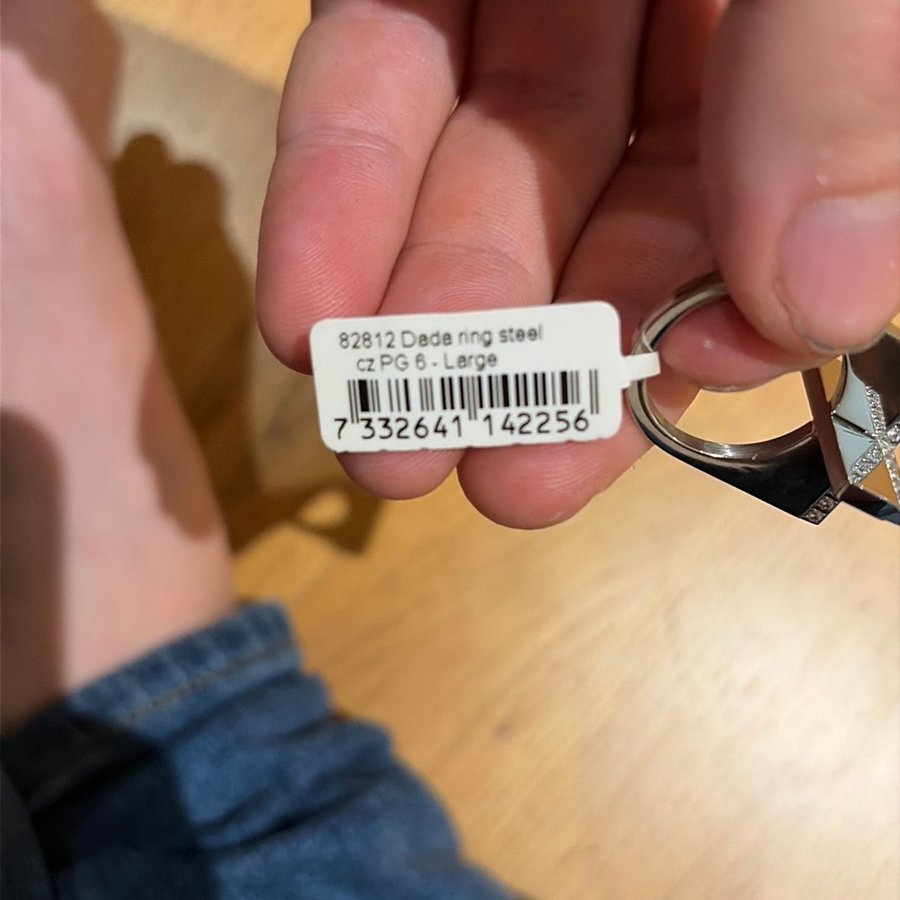 82812 Dada ring steel
cz PG 6 - Large
7 332641 142256